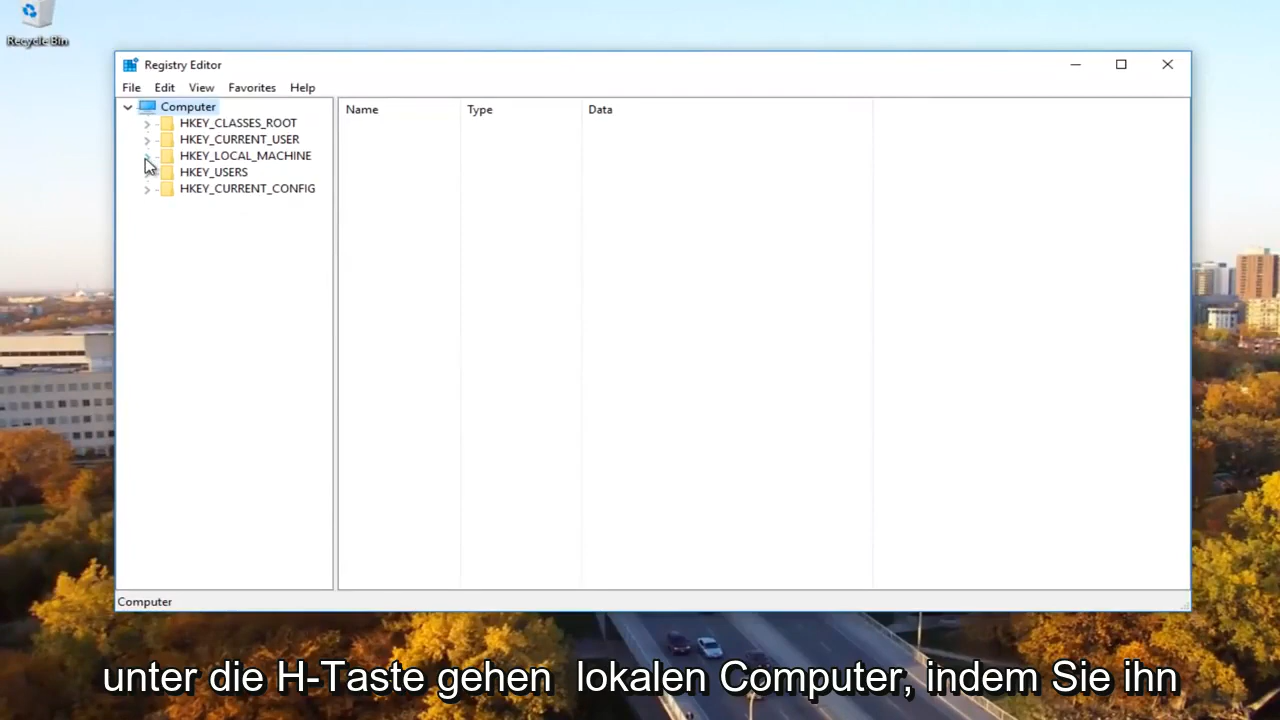 Recycle Bin
Registry Editor
File Edit View Favorites Help
Computer
HKEY_CLASSES_ROOT
HKEY_CURRENT_USER
HKEY_LOCAL_MACHINE
HKEY_USERS
HKEY_CURRENT_CONFIG
Name Type Data
Computer
unter die H-Taste gehen lokalen Computer, indem Sie ihn